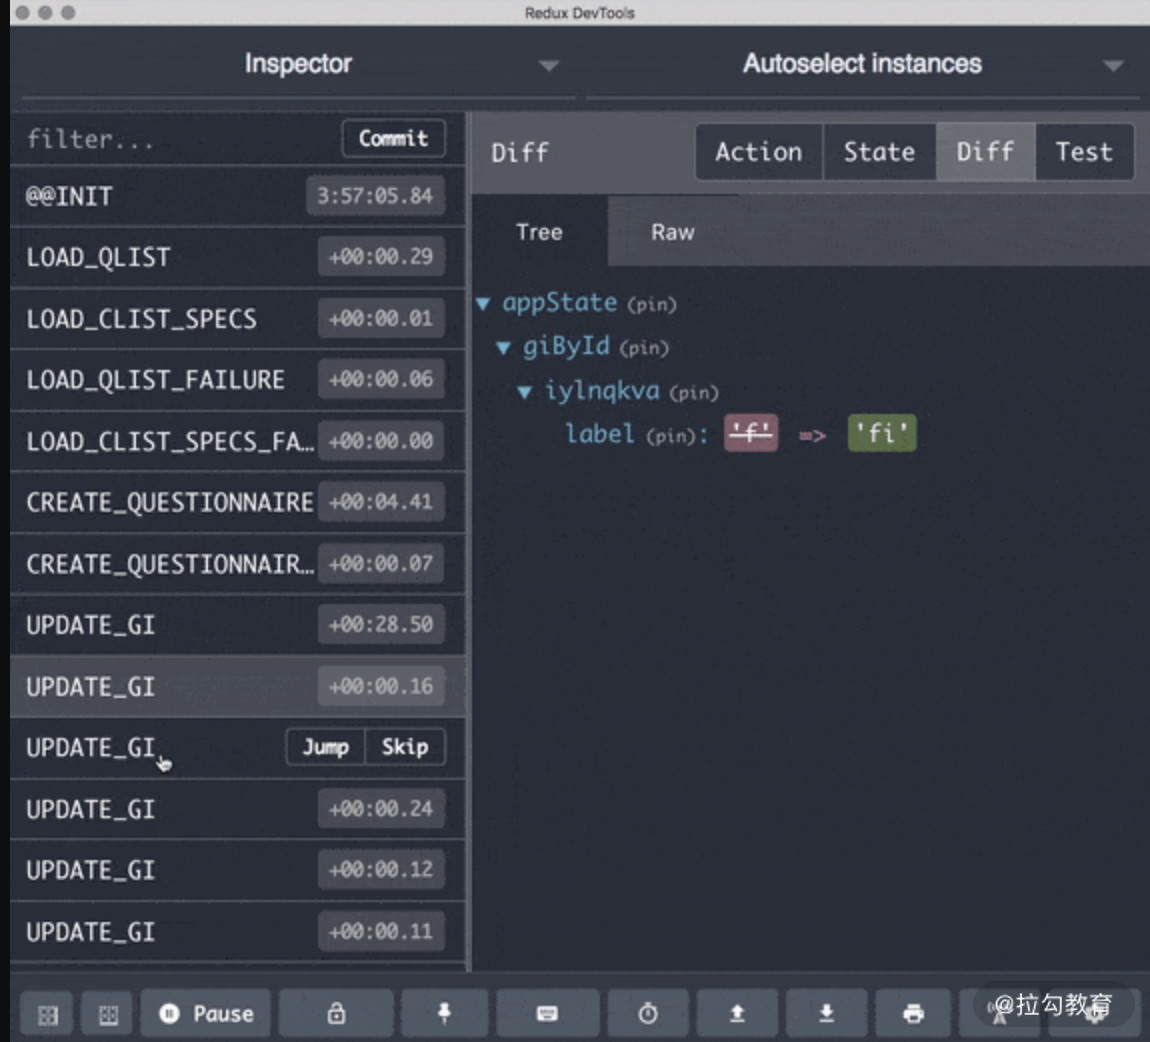 Redux DevTools
Inspector
Autoselect instances
filter...
Commit
@@INIT
3:57:05.84
LOAD_QLIST
+00:00.29
LOAD_CLIST_SPECS
+00:00.01
LOAD_QLIST_FAILURE
+00:00.06
LOAD_CLIST_SPECS_FA…
+00:00.00
CREATE_QUESTIONNAIRE
+00:04.41
CREATE_QUESTIONNAIR…
+00:00.07
UPDATE_GI
+00:28.50
UPDATE_GI
+00:00.16
UPDATE_GI
Jump
Skip
UPDATE_GI
+00:00.24
UPDATE_GI
+00:00.12
UPDATE_GI
+00:00.11
Diff
Action
State
Diff
Test
Tree
Raw
appState (pin)
giById (pin)
iylnqkva (pin)
label (pin): 'f' => 'fi'
Pause
@拉勾教育